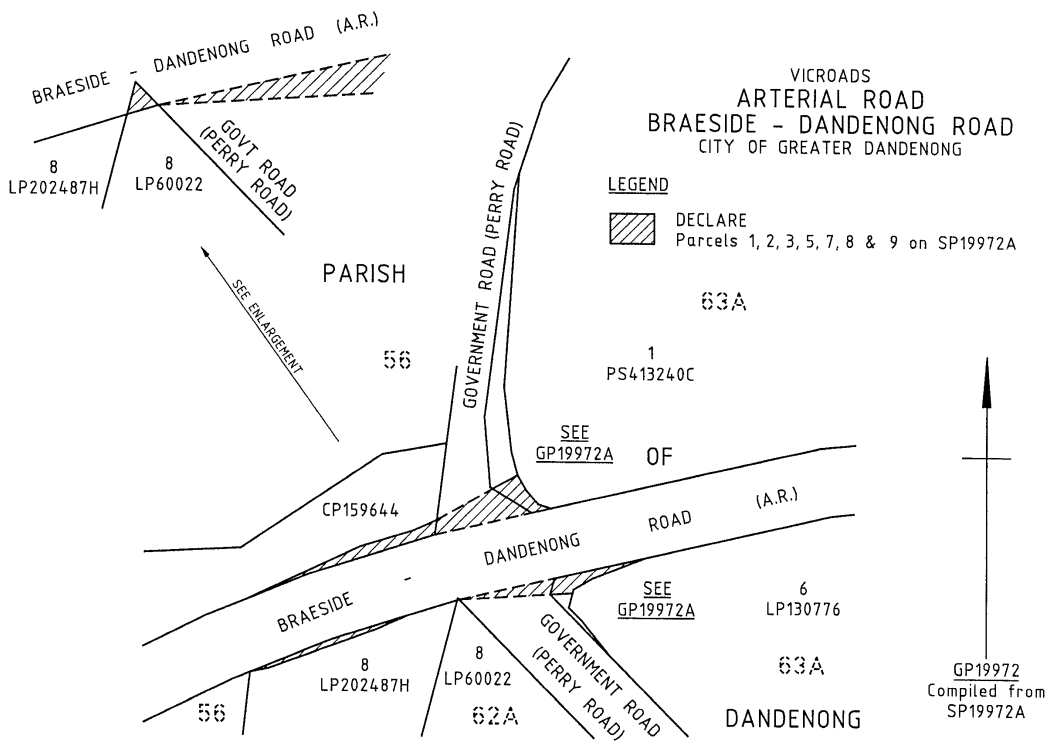 BRAESIDE - DANDENONG ROAD (A.R.)
GOVT ROAD
(PERRY ROAD)
8
LP202487H
8
LP60022
VICROADS
ARTERIAL ROAD
BRAESIDE - DANDENONG ROAD
CITY OF GREATER DANDENONG
LEGEND
DECLARE
Parcels 1, 2, 3, 5, 7, 8 & 9 on SP19972A
PARISH
SEE ENLARGEMENT
56
GOVERNMENT ROAD (PERRY ROAD)
63A
1
PS413240C
SEE
GP19972A
OF
CP159644
BRAESIDE - DANDENONG ROAD (A.R.)
SEE
GP19972A
6
LP130776
GOVERNMENT ROAD
(PERRY ROAD)
8
LP202487H
8
LP60022
56
62A
63A
DANDENONG
GP19972
Compiled from
SP19972A